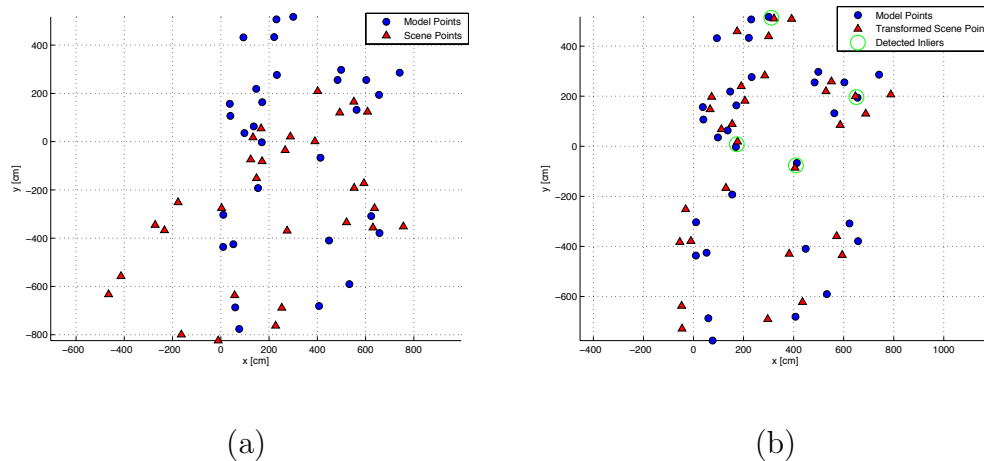 Model Points
Scene Points
400
200
0
−200
−400
−600
−800
y [cm]
−600 −400 −200 0 200 400 600 800
x [cm]
(a)
Model Points
Transformed Scene Poin
Detected Inliers
400
200
0
−200
−400
−600
y [cm]
−400 −200 0 200 400 600 800 1000
x [cm]
(b)